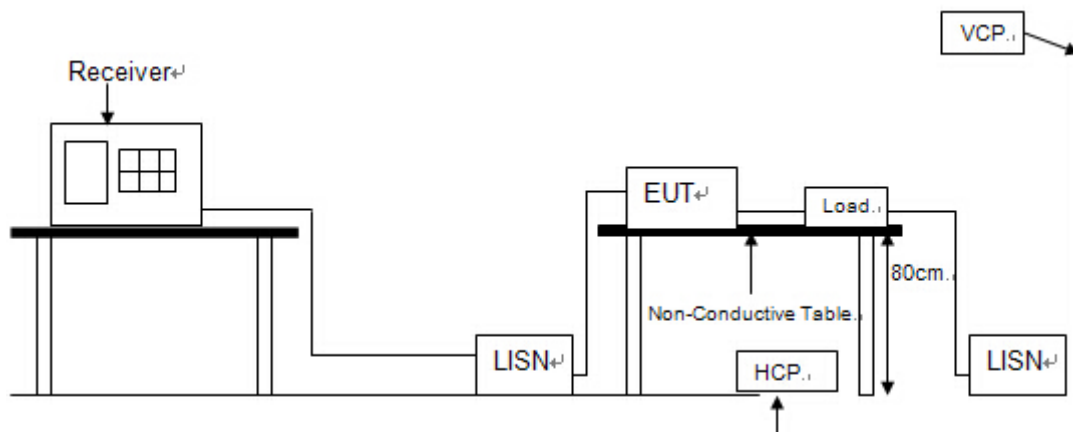 VCP.
Receiver
EUT
Load.
80cm.
Non-Conductive Table.
LISN
HCP.
LISN